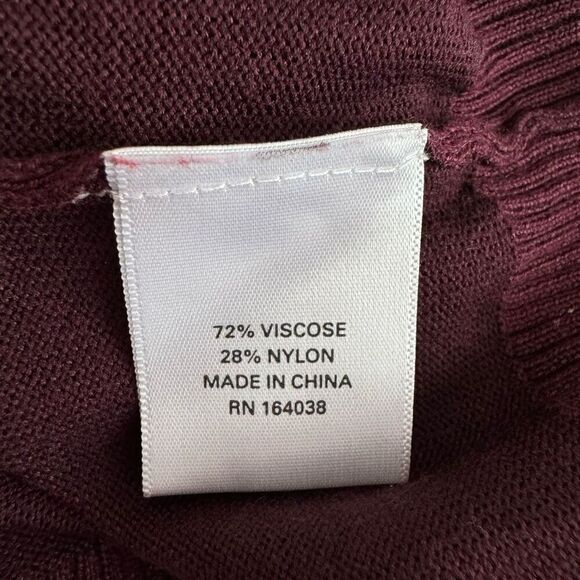 72% VISCOSE
28% NYLON
MADE IN CHINA
RN 164038